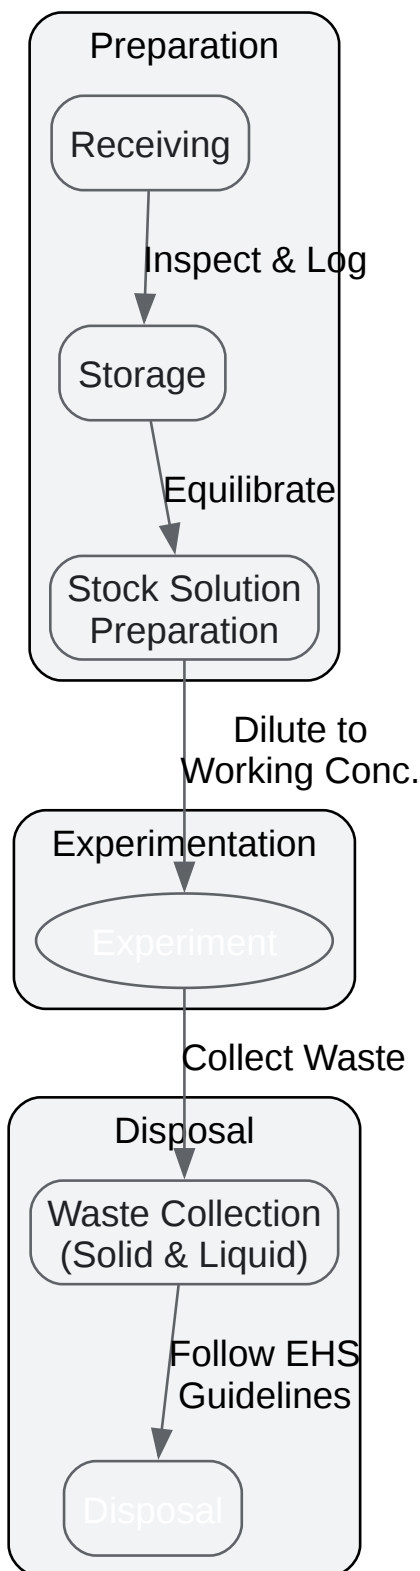 Preparation
Receiving
Inspect & Log
Storage
Equilibrate
Stock Solution
Preparation
Dilute to
Working Conc.
Experimentation
Experiment
Collect Waste
Disposal
Waste Collection
(Solid & Liquid)
Follow EHS
Guidelines
Disposal